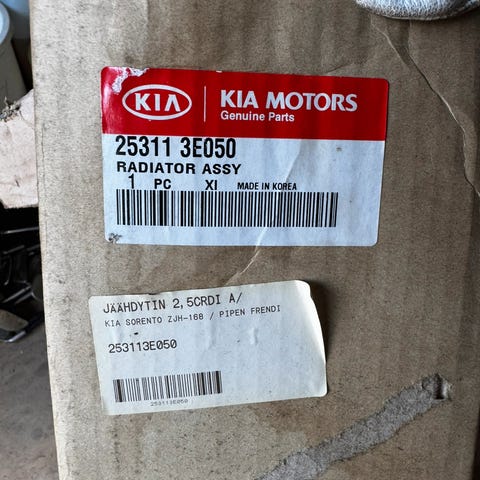 KIA KIA MOTORS
Genuine Parts
25311 3E050
RADIATOR ASSY
1 PC XI MADE IN KOREA
JÄÄHDYTIN 2,5CRDI A/
KIA SORENTO ZJH-168 / PIPEN FRENDI
253113E050
253113E050